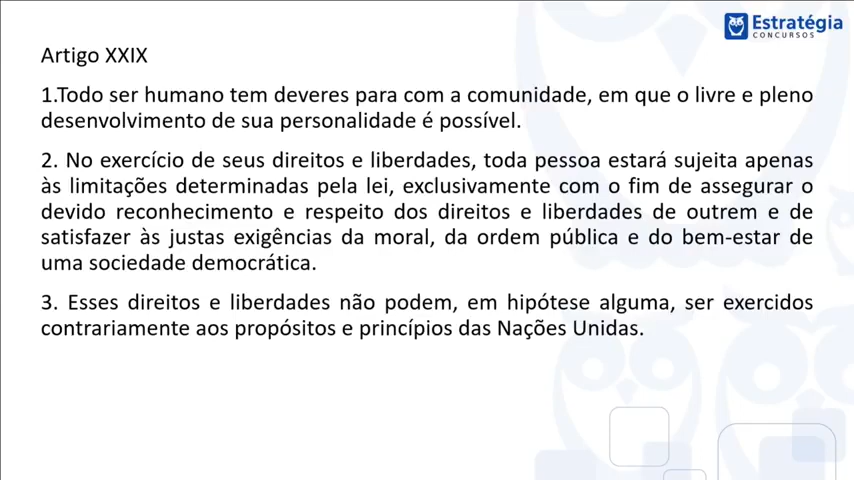 Estratégia
CONCURSOS
Artigo XXIX
1.Todo ser humano tem deveres para com a comunidade, em que o livre e pleno
desenvolvimento de sua personalidade é possível.
2. No exercício de seus direitos e liberdades, toda pessoa estará sujeita apenas
às limitações determinadas pela lei, exclusivamente com o fim de assegurar o
devido reconhecimento e respeito dos direitos e liberdades de outrem e de
satisfazer às justas exigências da moral, da ordem pública e do bem-estar de
uma sociedade democrática.
3. Esses direitos e liberdades não podem, em hipótese alguma, ser exercidos
contrariamente aos propósitos e princípios das Nações Unidas.